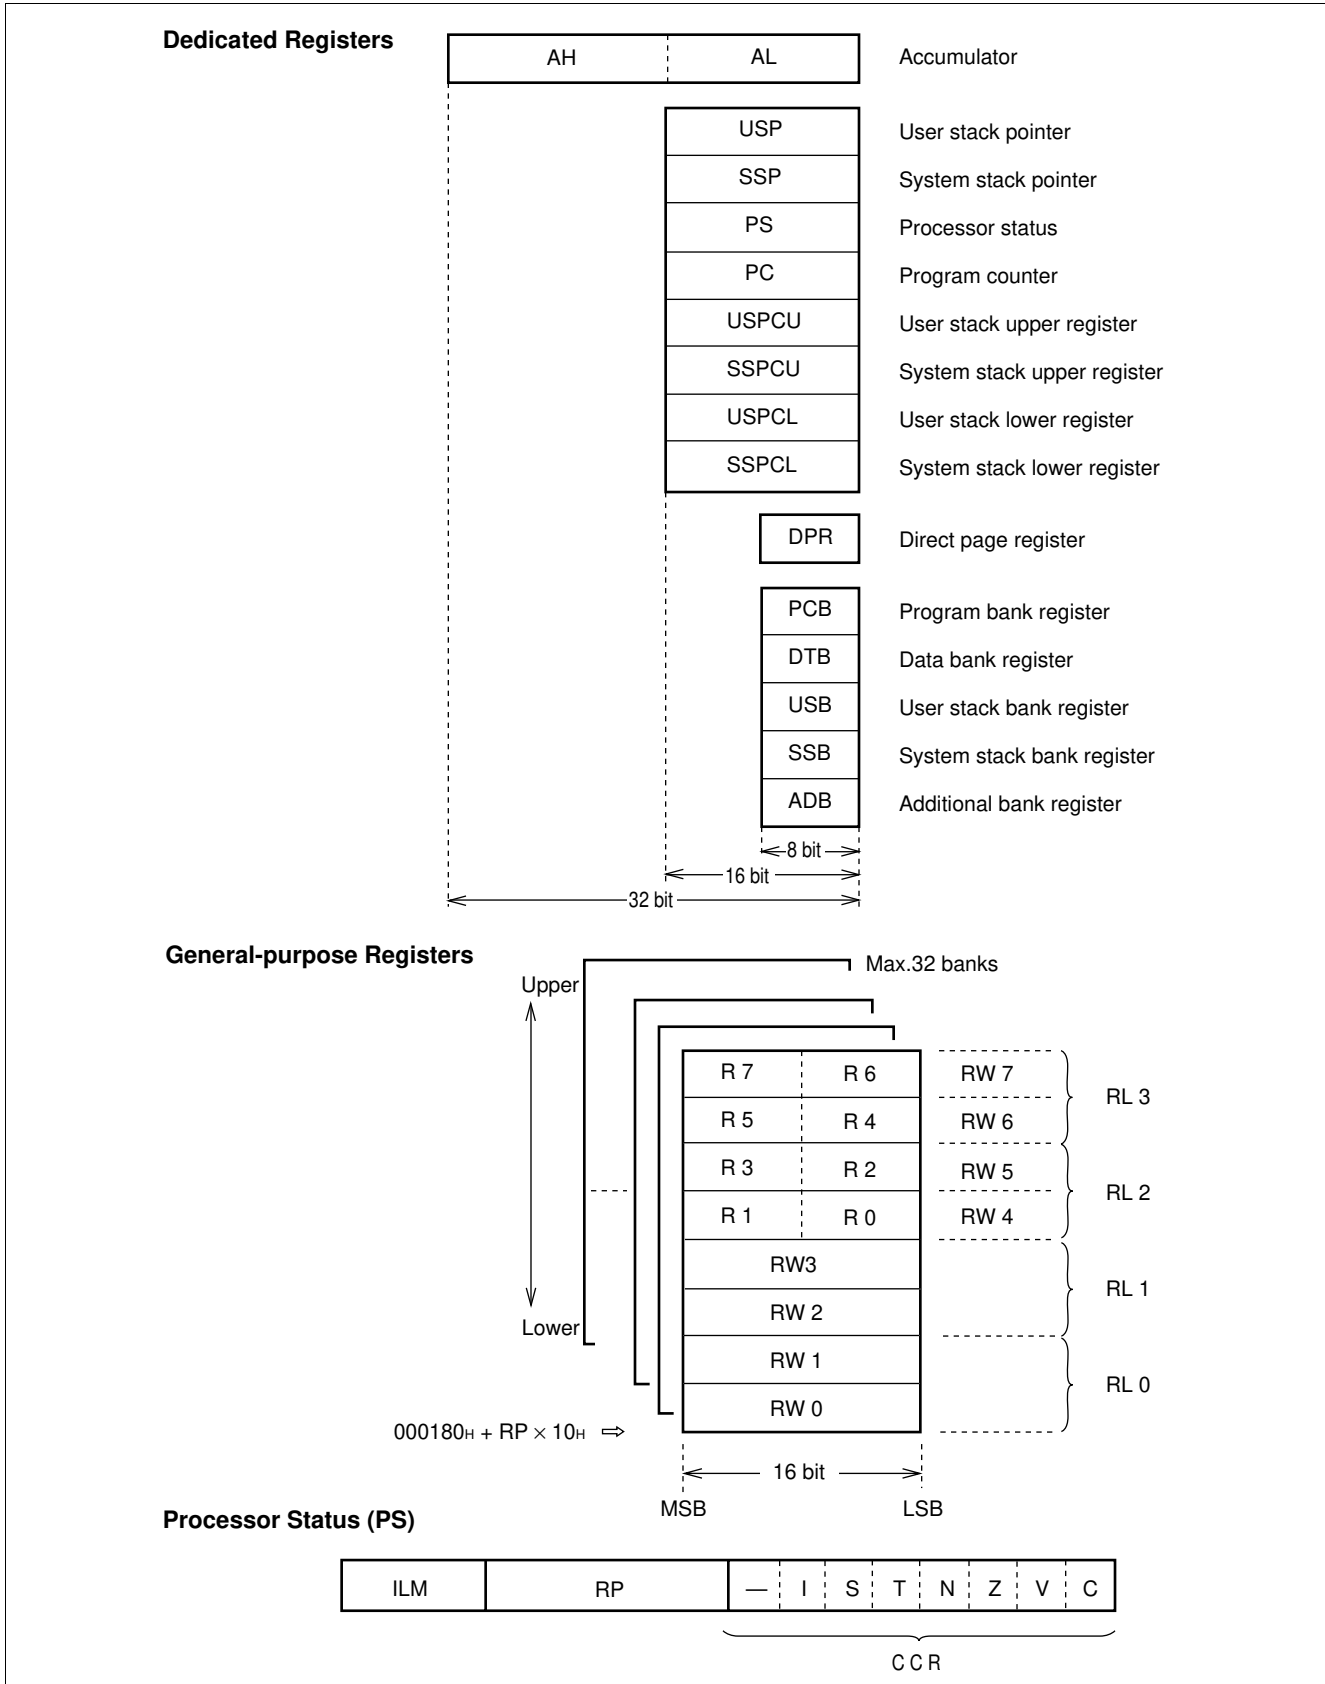 Dedicated Registers
AH AL Accumulator
USP User stack pointer
SSP System stack pointer
PS Processor status
PC Program counter
USPCU User stack upper register
SSPCU System stack upper register
USPCL User stack lower register
SSPCL System stack lower register
DPR Direct page register
PCB Program bank register
DTB Data bank register
USB User stack bank register
SSB System stack bank register
ADB Additional bank register
8 bit
16 bit
32 bit
General-purpose Registers
Max.32 banks
Upper
R 7 R 6 RW 7
RL 3
R 5 R 4 RW 6
R 3 R 2 RW 5
RL 2
R 1 R 0 RW 4
RW3
RL 1
RW 2
Lower
RW 1
RL 0
RW 0
000180H + RP × 10H ⇨
16 bit
MSB LSB
Processor Status (PS)
ILM RP — I S T N Z V C
C C R